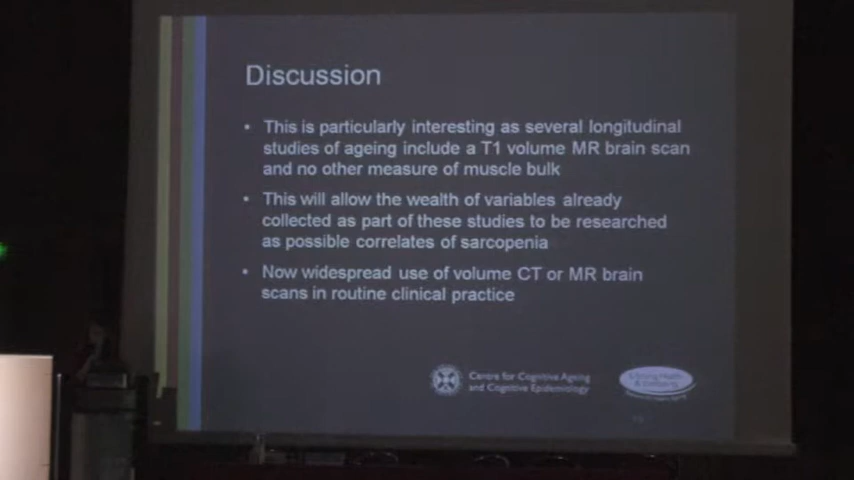 Discussion
• This is particularly interesting as several longitudinal
studies of ageing include a T1 volume MR brain scan
and no other measure of muscle bulk
• This will allow the wealth of variables already
collected as part of these studies to be researched
as possible correlates of sarcopenia
• Now widespread use of volume CT or MR brain
scans in routine clinical practice
Centre for Cognitive Ageing
and Cognitive Epidemiology
Lifelong Health
& Wellbeing